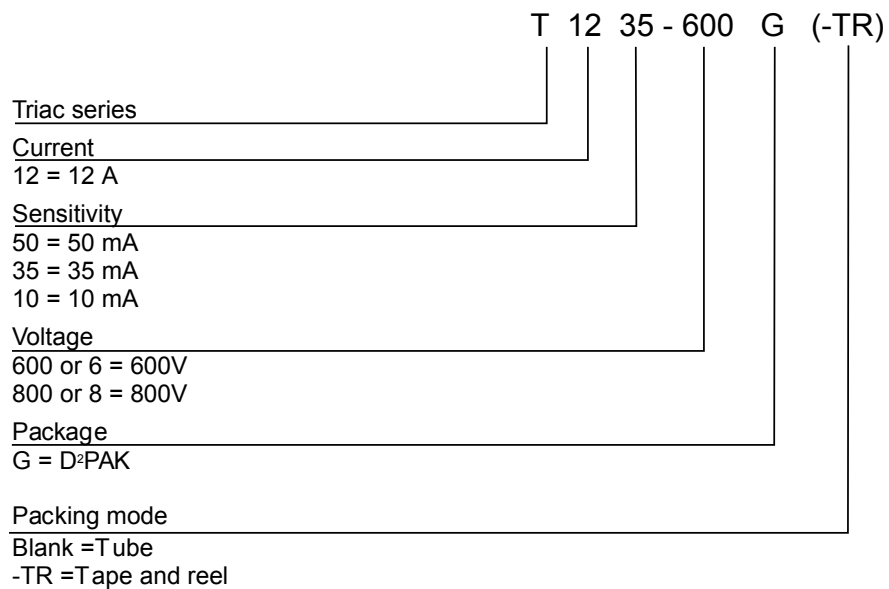 T 12 35 - 600 G (-TR)
Triac series
Current
12 = 12 A
Sensitivity
50 = 50 mA
35 = 35 mA
10 = 10 mA
Voltage
600 or 6 = 600V
800 or 8 = 800V
Package
G = D²PAK
Packing mode
Blank =Tube
-TR =Tape and reel